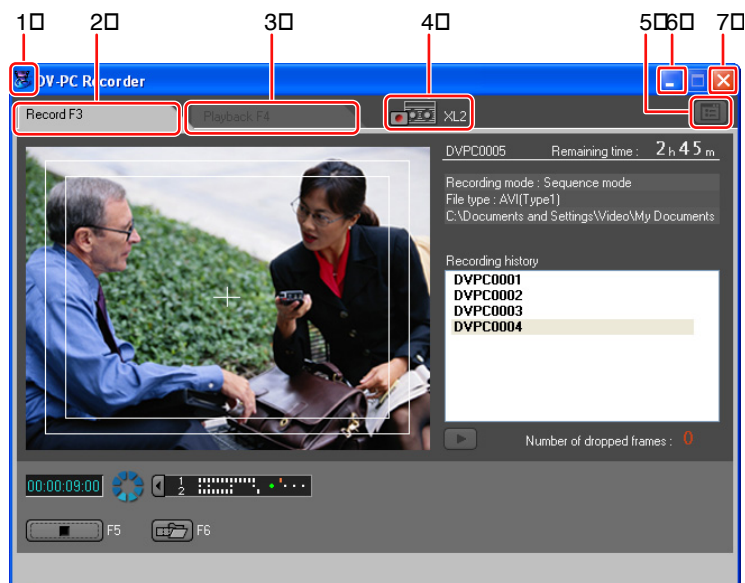 1 2 3 4 5 6 7
DV-PC Recorder
Record F3
Playback F4
XL2
DVPC0005 Remaining time : 2 h 45 m
Recording mode : Sequence mode
File type : AVI(Type1)
C:\Documents and Settings\Video\My Documents
Recording history
DVPC0001
DVPC0002
DVPC0003
DVPC0004
Number of dropped frames : 0
00:00:09:00
1
2
F5
F6